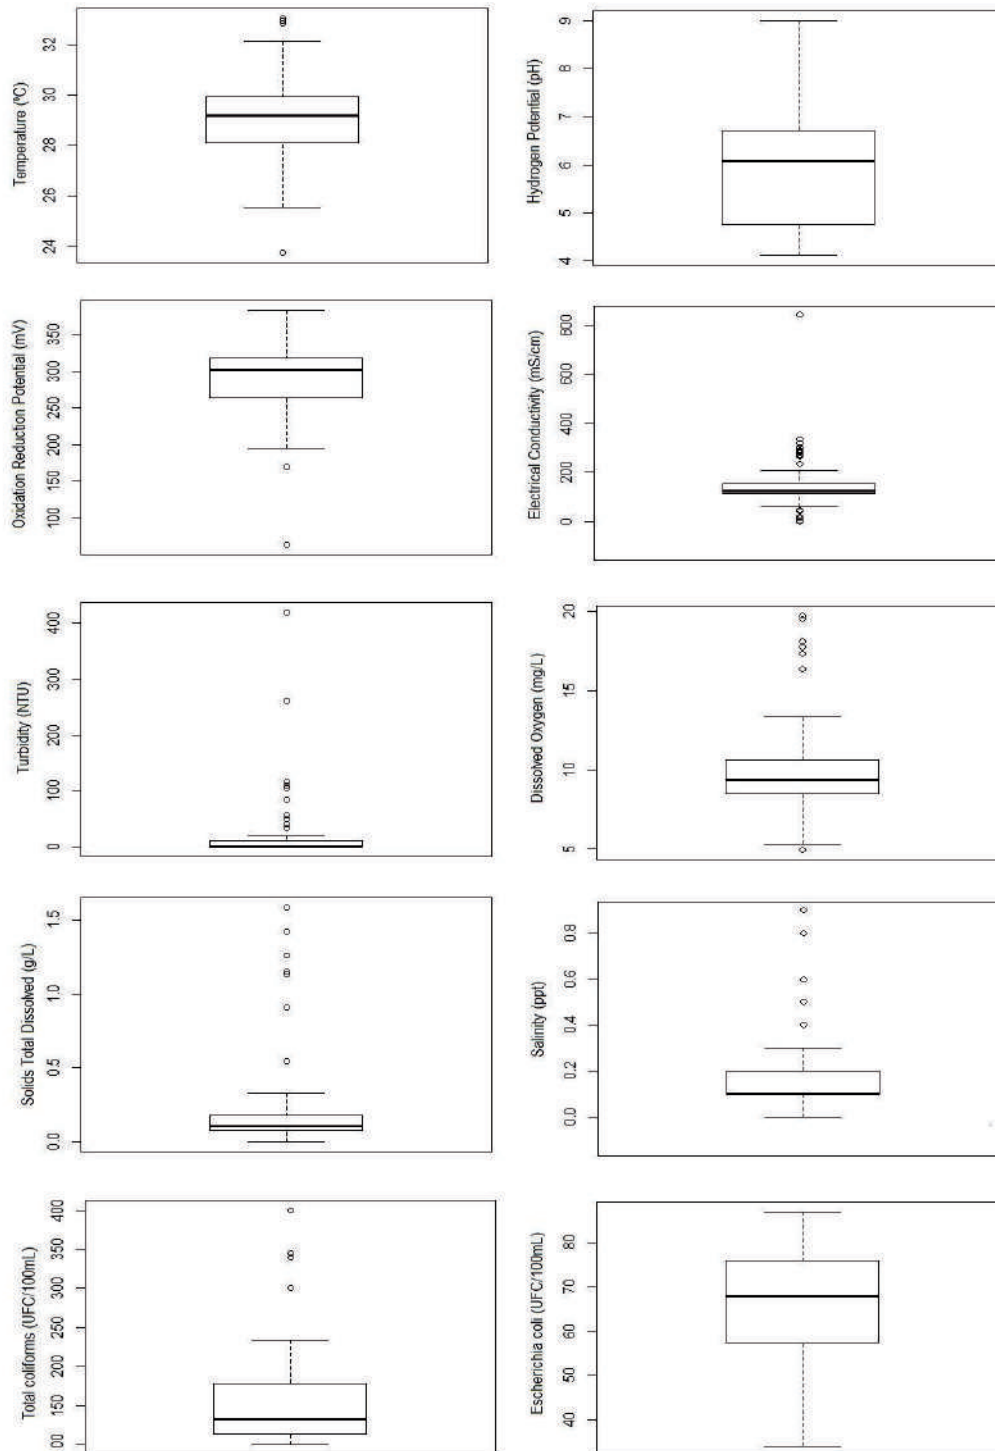 Temperature (ºC)
24 26 28 30 32
Hydrogen Potential (pH)
4 5 6 7 8 9
Oxidation Reduction Potential (mV)
100 150 200 250 300 350
Electrical Conductivity (mS/cm)
0 200 400 600 800
Turbidity (NTU)
0 100 200 300 400
Dissolved Oxygen (mg/L)
5 10 15 20
Solids Total Dissolved (g/L)
0.0 0.5 1.0 1.5
Salinity (ppt)
0.0 0.2 0.4 0.6 0.8
Total coliforms (UFC/100mL)
00 150 200 250 300 350 400
Escherichia coli (UFC/100mL)
40 50 60 70 80